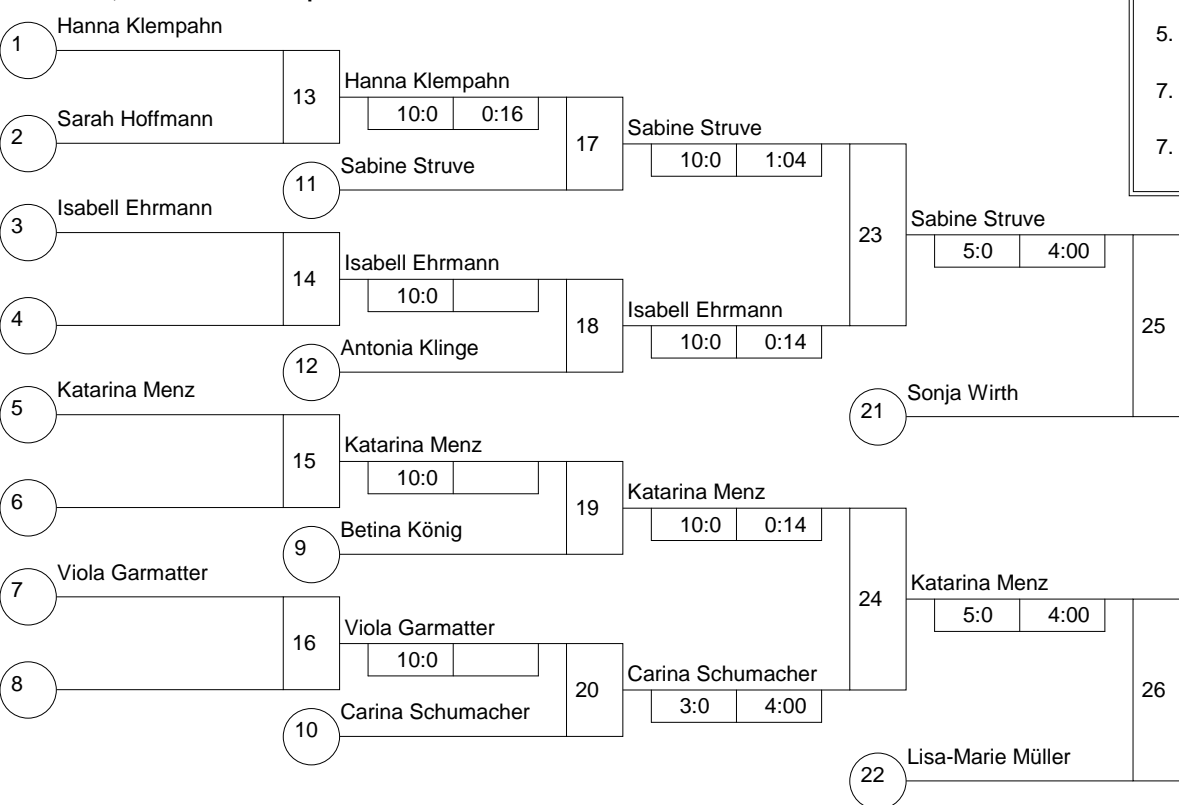 Hanna Klempahn
1
5.
Hanna Klempahn
13
10:0 0:16
7.
Sarah Hoffmann
2
Sabine Struve
17
10:0 1:04
7.
Sabine Struve
11
Isabell Ehrmann
3
Sabine Struve
23
5:0 4:00
Isabell Ehrmann
14
10:0
Isabell Ehrmann
4
18
10:0 0:14
25
Antonia Klinge
12
Katarina Menz
5
Sonja Wirth
21
Katarina Menz
15
10:0
Katarina Menz
6
19
10:0 0:14
Betina König
9
Viola Garmatter
7
Katarina Menz
24
5:0 4:00
Viola Garmatter
16
10:0
Carina Schumacher
8
20
3:0 4:00
26
Carina Schumacher
10
Lisa-Marie Müller
22